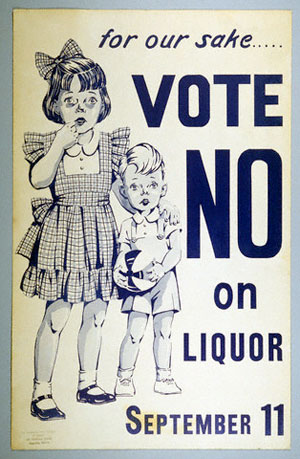 for our sake.....
VOTE
NO
on
LIQUOR
SEPTEMBER 11